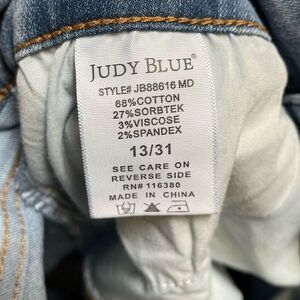 JUDY BLUE®
STYLE# JB88616 MD
68%COTTON
27%SORBTEK
3%VISCOSE
2%SPANDEX
13/31
SEE CARE ON
REVERSE SIDE
RN# 116380
MADE IN CHINA